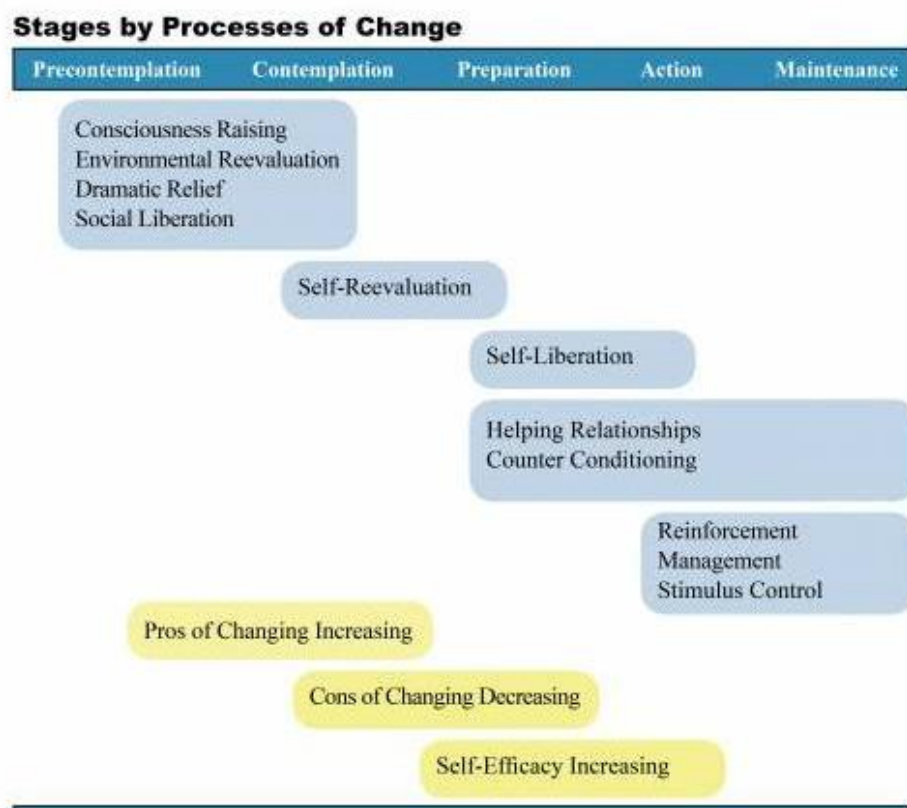 Stages by Processes of Change
Precontemplation Contemplation Preparation Action Maintenance
Consciousness Raising
Environmental Reevaluation
Dramatic Relief
Social Liberation
Self-Reevaluation
Self-Liberation
Helping Relationships
Counter Conditioning
Reinforcement
Management
Stimulus Control
Pros of Changing Increasing
Cons of Changing Decreasing
Self-Efficacy Increasing